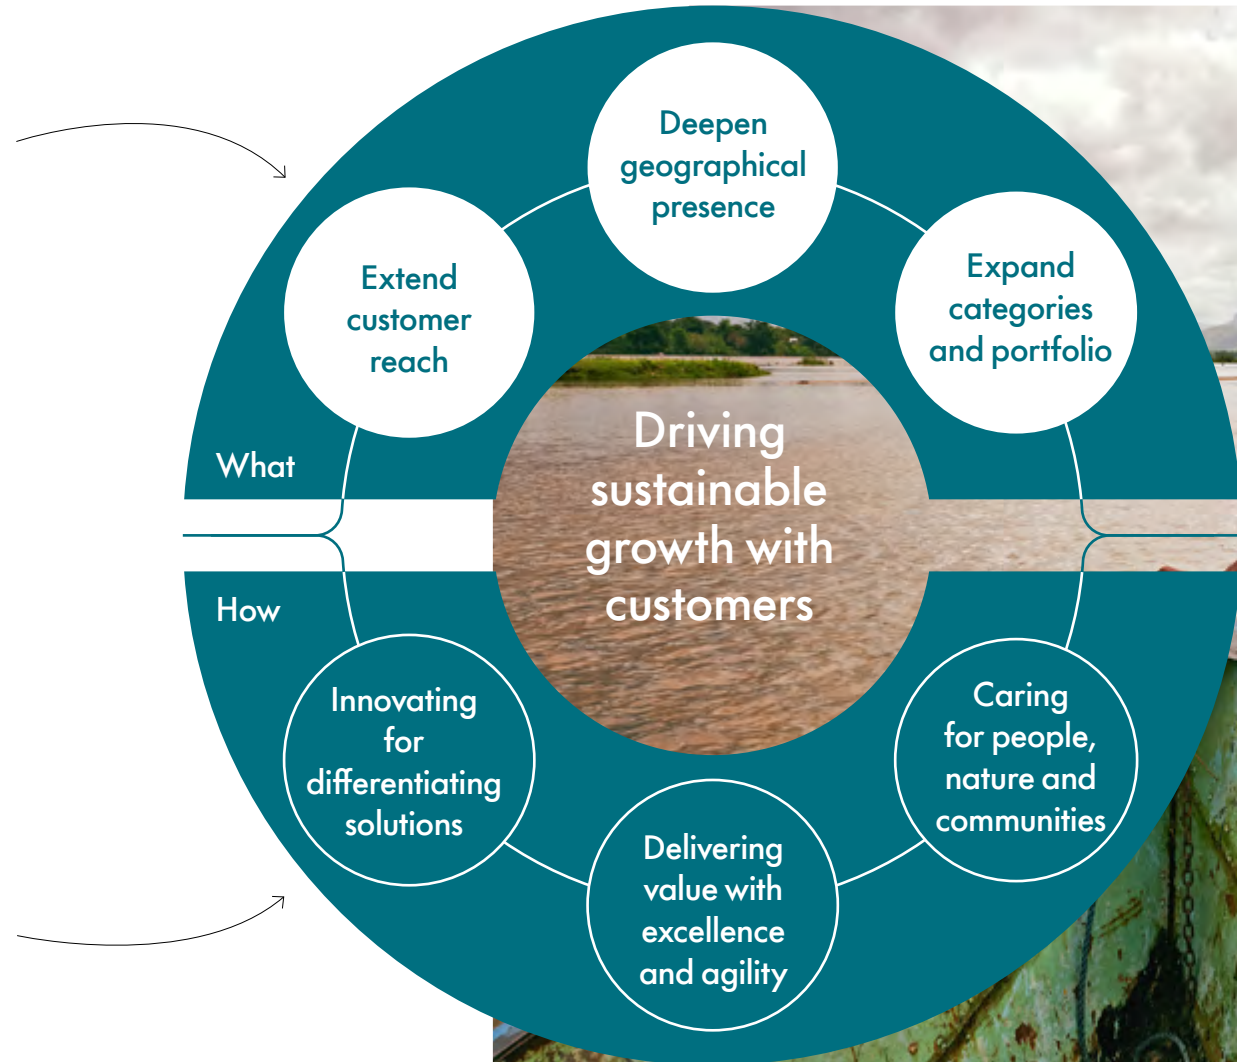 Deepen
geographical
presence
Extend
customer
reach
Expand
categories
and portfolio
What
Driving
sustainable
growth with
customers
How
Innovating
for
differentiating
solutions
Delivering
value with
excellence
and agility
Caring
for people,
nature and
communities